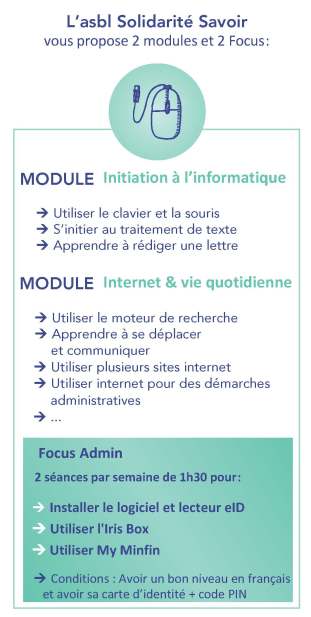 L'asbl Solidarité Savoir
vous propose 2 modules et 2 Focus:
MODULE Initiation à l'informatique
→ Utiliser le clavier et la souris
→ S'initier au traitement de texte
→ Apprendre à rédiger une lettre
MODULE Internet & vie quotidienne
→ Utiliser le moteur de recherche
→ Apprendre à se déplacer
et communiquer
→ Utiliser plusieurs sites internet
→ Utiliser internet pour des démarches
administratives
→ ...
Focus Admin
2 séances par semaine de 1h30 pour:
→ Installer le logiciel et lecteur eID
→ Utiliser l'Iris Box
→ Utiliser My Minfin
→ Conditions : Avoir un bon niveau en français
et avoir sa carte d'identité + code PIN